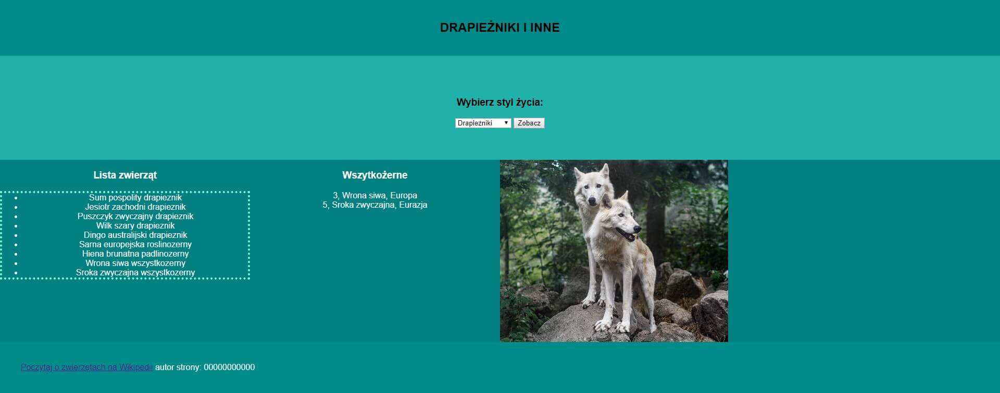 DRAPIEŻNIKI I INNE
Wybierz styl życia:
Drapieżniki Zobacz
Lista zwierząt
Sum pospolity drapieznik
Jesiotr zachodni drapieznik
Puszczyk zwyczajny drapieznik
Wilk szary drapieznik
Dingo australijski drapieznik
Sarna europejska roslinozerny
Hiena brunatna padlinozerny
Wrona siwa wszystkozerny
Sroka zwyczajna wszystkozerny
Wszytkożerne
3, Wrona siwa, Europa
5, Sroka zwyczajna, Eurazja
Poczytaj o zwierzętach na Wikipedii autor strony: 00000000000